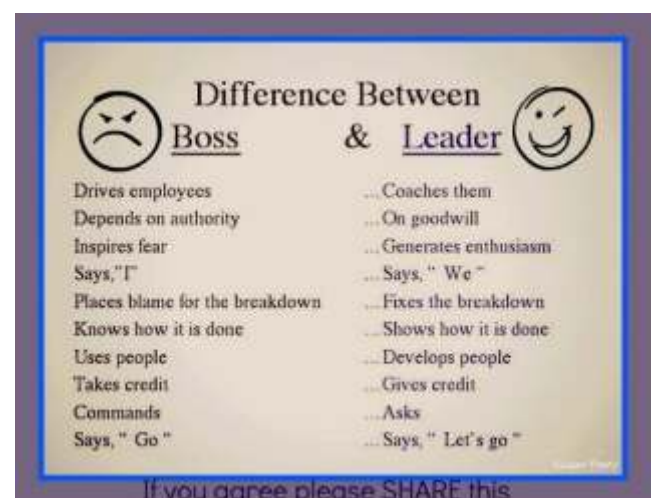 Difference Between
Boss & Leader
Drives employees ... Coaches them
Depends on authority ... On goodwill
Inspires fear ... Generates enthusiasm
Says,"I" ... Says, " We "
Places blame for the breakdown ... Fixes the breakdown
Knows how it is done ... Shows how it is done
Uses people ... Develops people
Takes credit ... Gives credit
Commands ... Asks
Says, " Go " ... Says, " Let's go "
If you agree please SHARE this